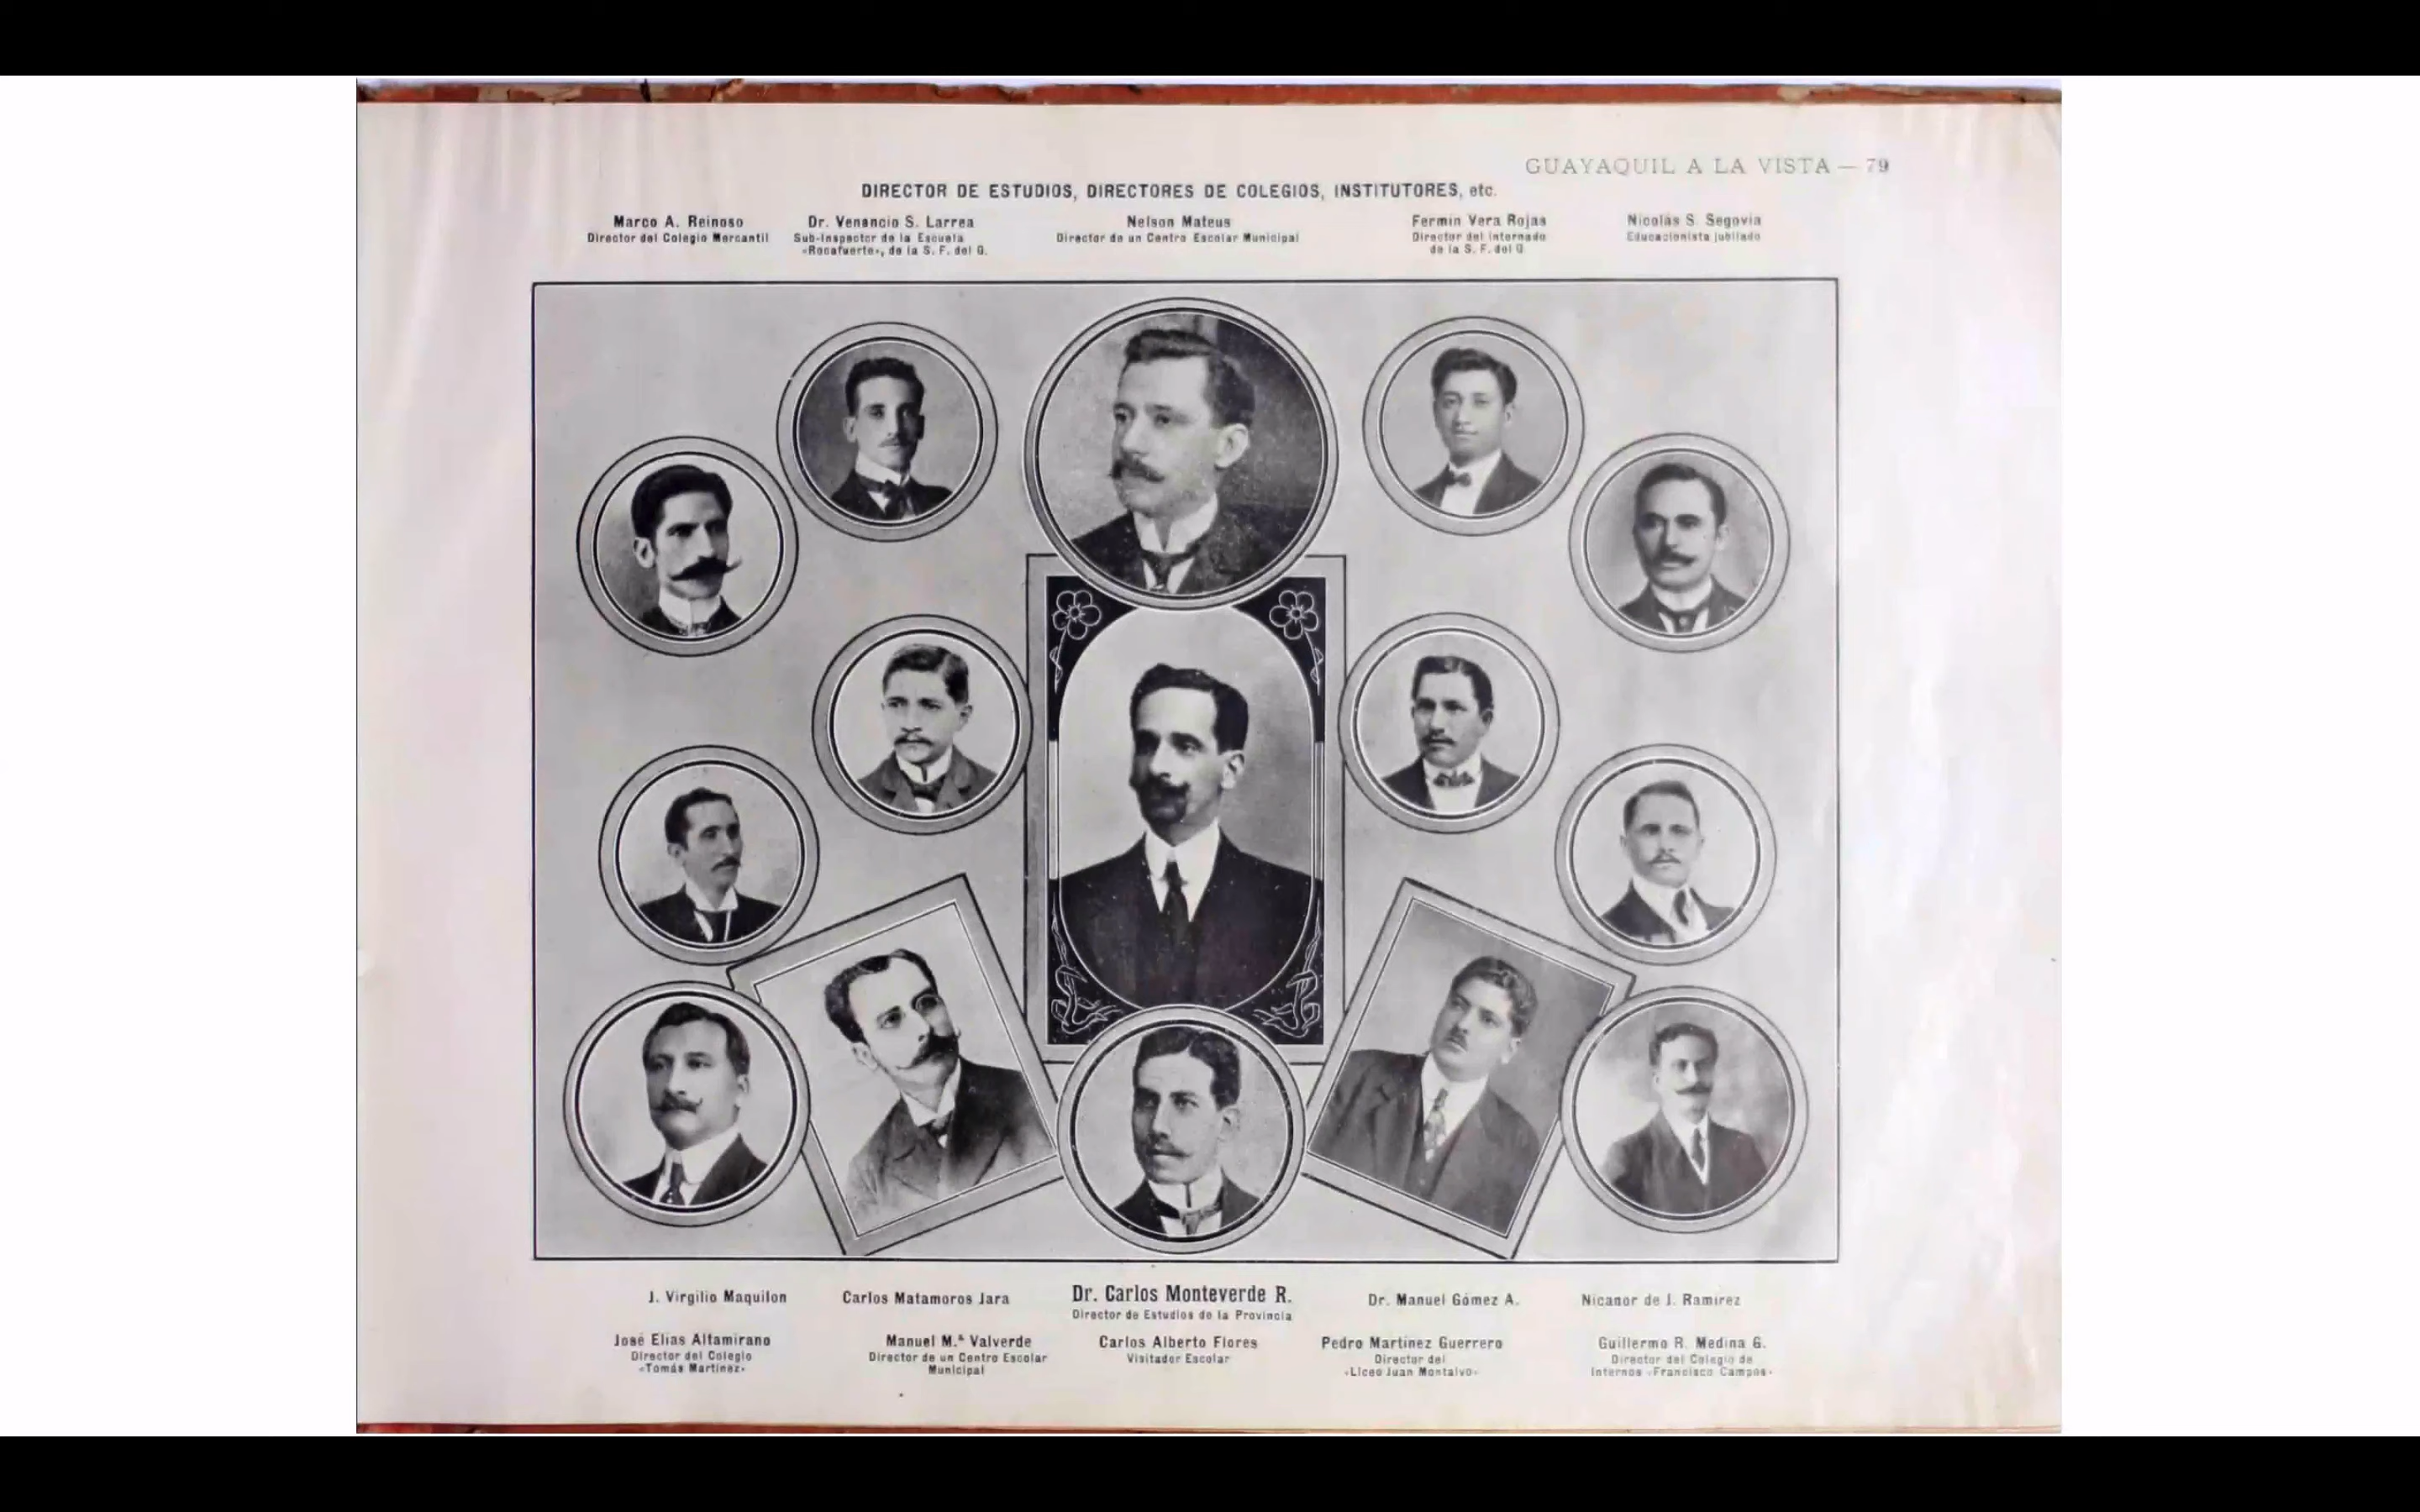 GUAYAQUIL A LA VISTA — 79
DIRECTOR DE ESTUDIOS, DIRECTORES DE COLEGIOS, INSTITUTORES, etc.
Marco A. Reinoso
Director del Colegio Mercantil
Dr. Venancio S. Larrea
Sub-Inspector de la Escuela
«Rocafuerte», de la S. F. del G.
Nelson Mateus
Director de un Centro Escolar Municipal
Fermín Vera Rojas
Director del internado
de la S. F. del G
Nicolás S. Segovia
Educacionista jubilado
J. Virgilio Maquilon
Carlos Matamoros Jara
Dr. Carlos Monteverde R.
Director de Estudios de la Provincia
Dr. Manuel Gómez A.
Nicanor de J. Ramírez
José Elías Altamirano
Director del Colegio
«Tomás Martínez»
Manuel M.ª Valverde
Director de un Centro Escolar
Municipal
Carlos Alberto Flores
Visitador Escolar
Pedro Martínez Guerrero
Director del
«Liceo Juan Montalvo»
Guillermo R. Medina G.
Director del Colegio de
Internos «Francisco Campos»